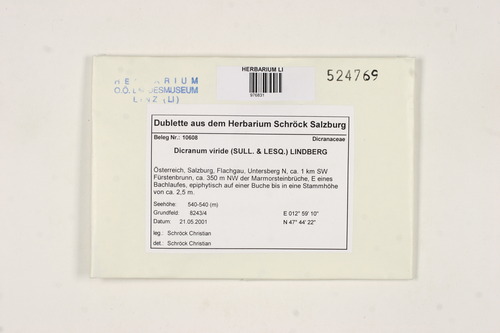 HERBARIUM
O.Ö. LANDESMUSEUM
LINZ (LI)
HERBARIUM LI
524769
Dublette aus dem Herbarium Schröck Salzburg
Beleg Nr.: 10608 Dicranaceae
Dicranum viride (SULL. & LESQ.) LINDBERG
Österreich, Salzburg, Flachgau, Untersberg N, ca. 1 km SW
Fürstenbrunn, ca. 350 m NW der Marmorsteinbrüche, E eines
Bachlaufes, epiphytisch auf einer Buche bis in eine Stammhöhe
von ca. 2,5 m.
Seehöhe: 540-540 (m)
Grundfeld: 8243/4 E 012° 59' 10"
Datum: 21.05.2001 N 47° 44' 22"
leg.: Schröck Christian
det.: Schröck Christian